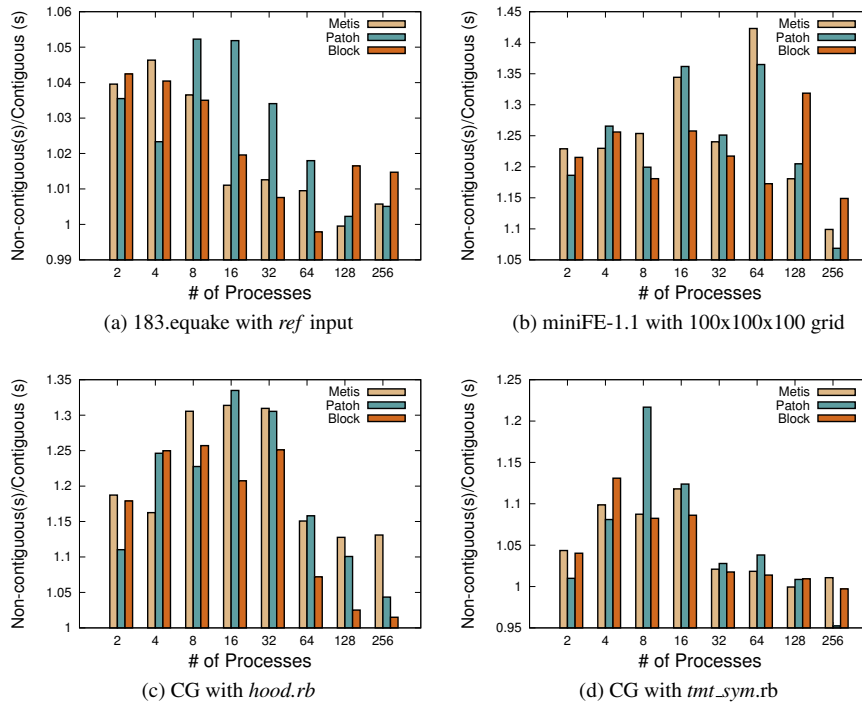 Non-contiguous(s)/Contiguous (s)
1.06
1.05
1.04
1.03
1.02
1.01
1
0.99
Metis
Patoh
Block
2 4 8 16 32 64 128 256
# of Processes
(a) 183.equake with ref input
Non-contiguous(s)/Contiguous (s)
1.45
1.4
1.35
1.3
1.25
1.2
1.15
1.1
1.05
Metis
Patoh
Block
2 4 8 16 32 64 128 256
# of Processes
(b) miniFE-1.1 with 100x100x100 grid
Non-contiguous(s)/Contiguous (s)
1.35
1.3
1.25
1.2
1.15
1.1
1.05
1
Metis
Patoh
Block
2 4 8 16 32 64 128 256
# of Processes
(c) CG with hood.rb
Non-contiguous(s)/Contiguous (s)
1.25
1.2
1.15
1.1
1.05
1
0.95
Metis
Patoh
Block
2 4 8 16 32 64 128 256
# of Processes
(d) CG with tmt_sym.rb